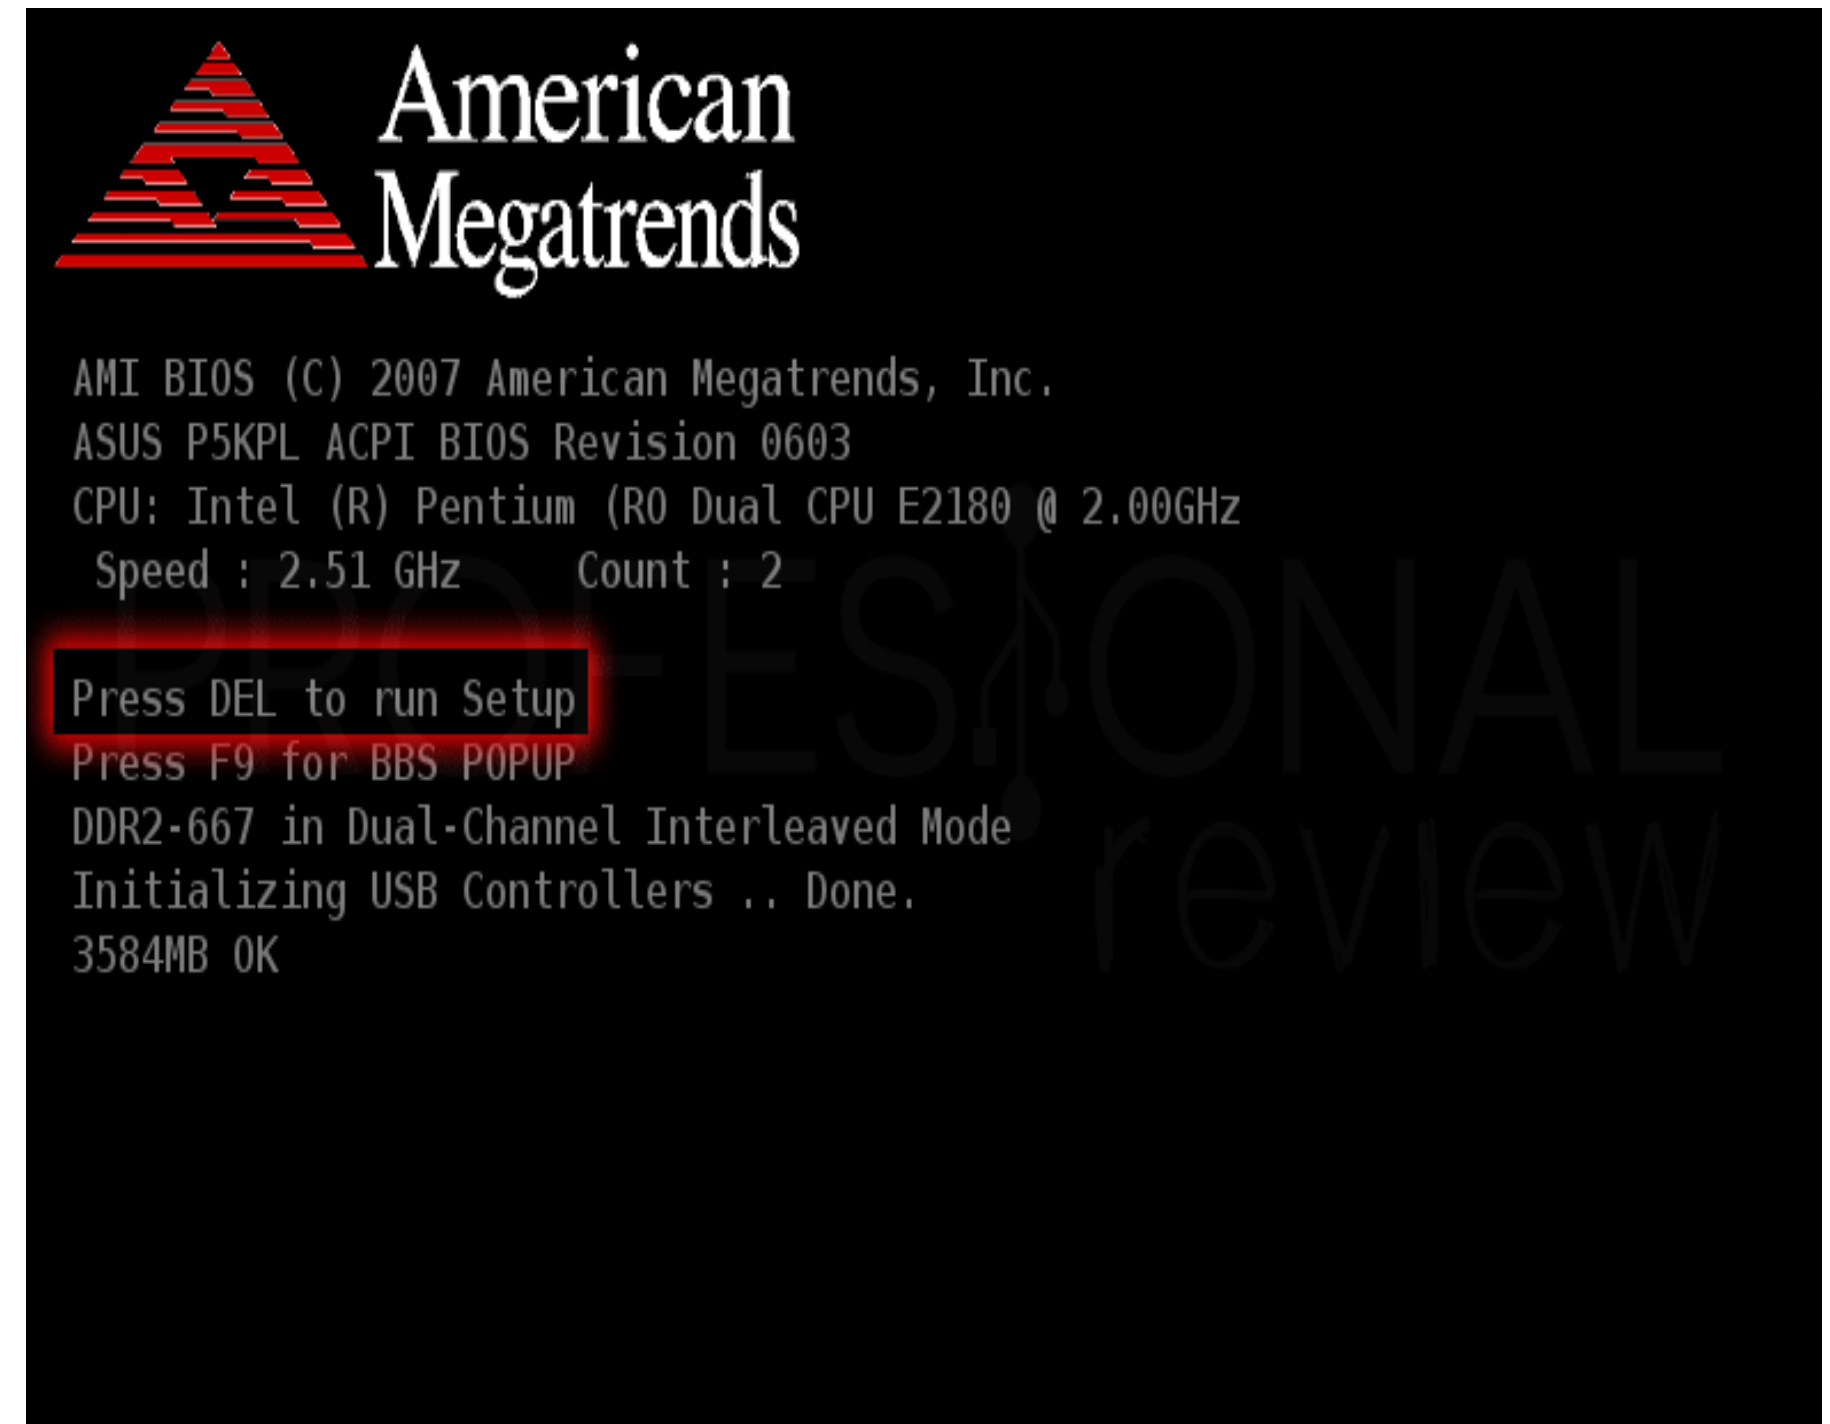 American
Megatrends
AMI BIOS (C) 2007 American Megatrends, Inc.
ASUS P5KPL ACPI BIOS Revision 0603
CPU: Intel (R) Pentium (R0 Dual CPU E2180 @ 2.00GHz
Speed : 2.51 GHz Count : 2
Press DEL to run Setup
Press F9 for BBS POPUP
DDR2-667 in Dual-Channel Interleaved Mode
Initializing USB Controllers .. Done.
3584MB OK
PROFESIONAL
review